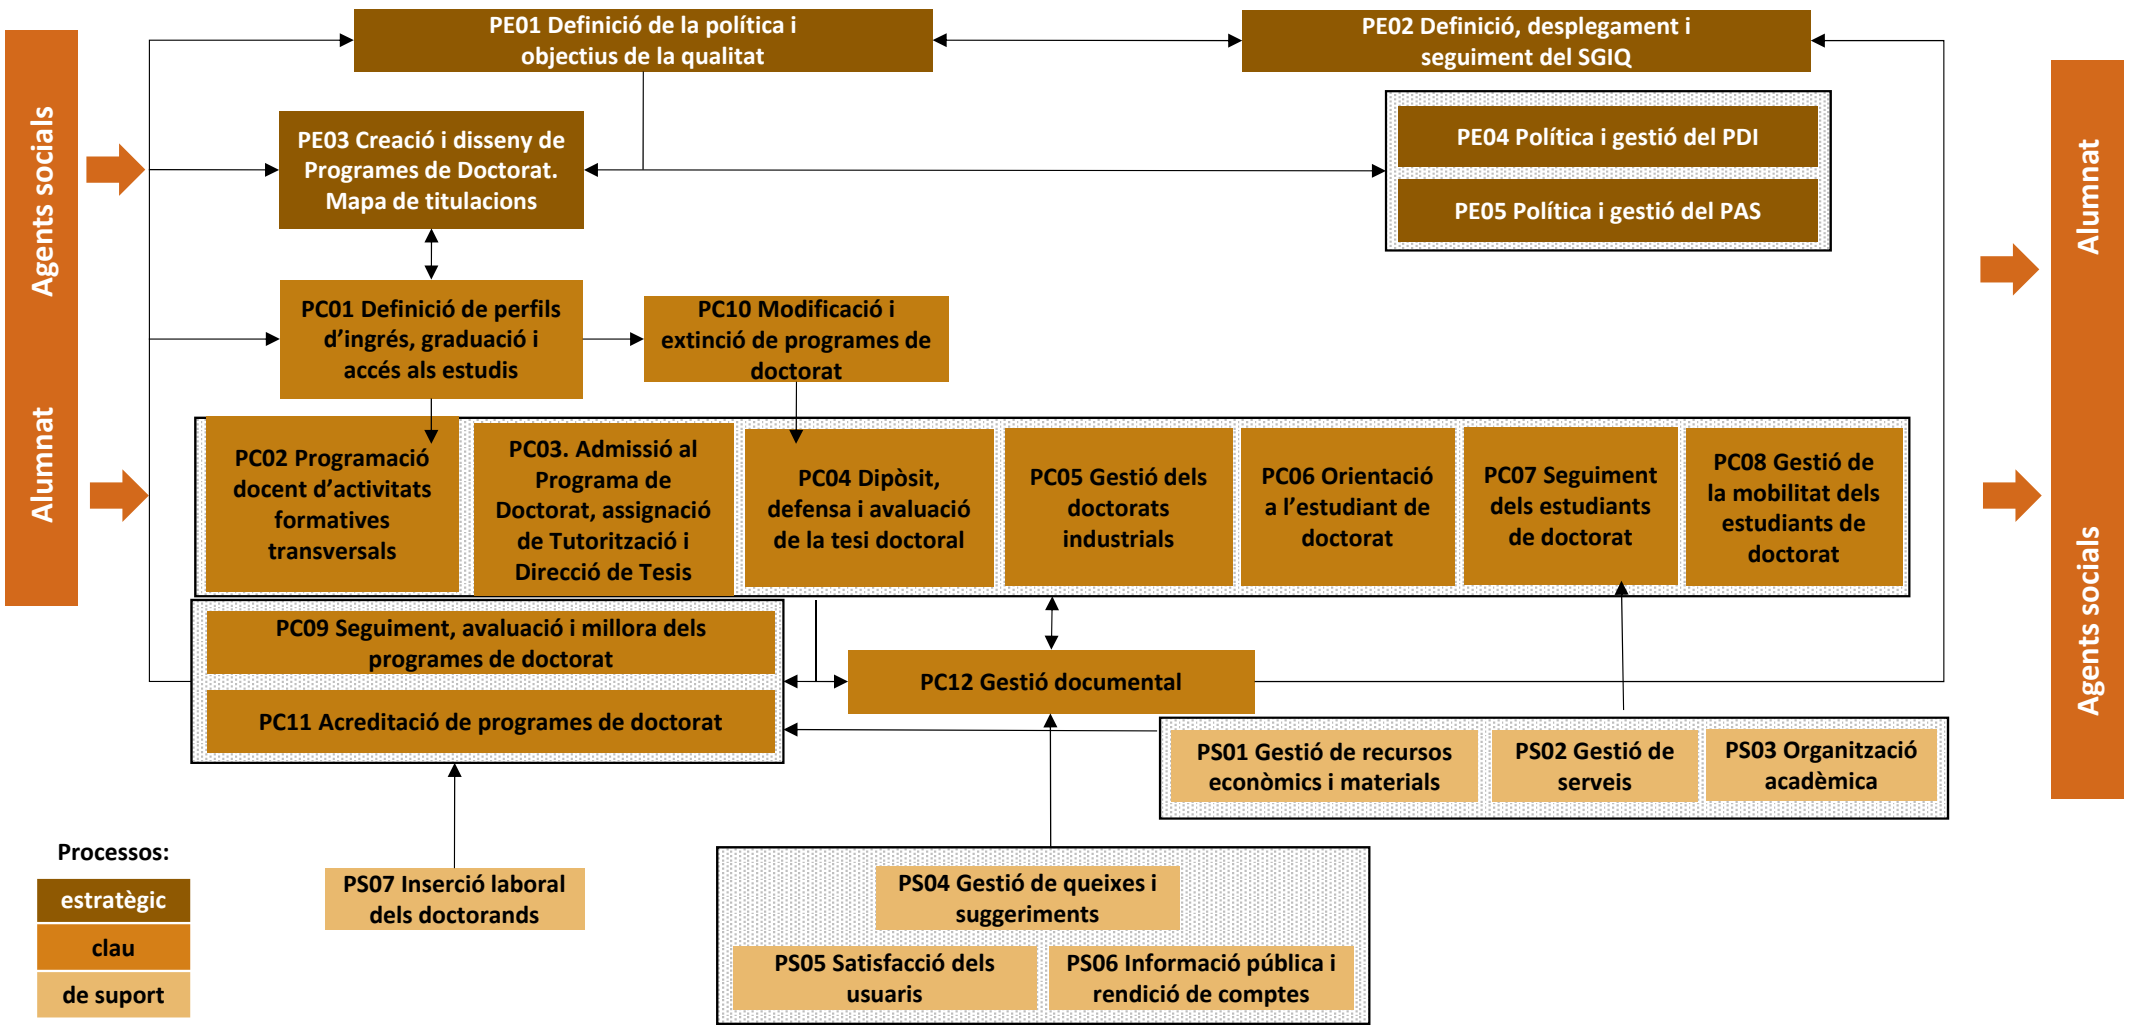 PE01 Definició de la política i
objectius de la qualitat
PE02 Definició, desplegament i
seguiment del SGIQ
Agents socials
Alumnat
PE03 Creació i disseny de
Programes de Doctorat.
Mapa de titulacions
PE04 Política i gestió del PDI
PE05 Política i gestió del PAS
Alumnat
Agents socials
PC01 Definició de perfils
d’ingrés, graduació i
accés als estudis
PC10 Modificació i
extinció de programes de
doctorat
PC02 Programació
docent d’activitats
formatives
transversals
PC03. Admissió al
Programa de
Doctorat, assignació
de Tutorització i
Direcció de Tesis
PC04 Dipòsit,
defensa i avaluació
de la tesi doctoral
PC05 Gestió dels
doctorats
industrials
PC06 Orientació
a l’estudiant de
doctorat
PC07 Seguiment
dels estudiants
de doctorat
PC08 Gestió de
la mobilitat dels
estudiants de
doctorat
PC09 Seguiment, avaluació i millora dels
programes de doctorat
PC11 Acreditació de programes de doctorat
PC12 Gestió documental
PS01 Gestió de recursos
econòmics i materials
PS02 Gestió de
serveis
PS03 Organització
acadèmica
Processos:
estratègic
clau
de suport
PS07 Inserció laboral
dels doctorands
PS04 Gestió de queixes i
suggeriments
PS05 Satisfacció dels
usuaris
PS06 Informació pública i
rendició de comptes